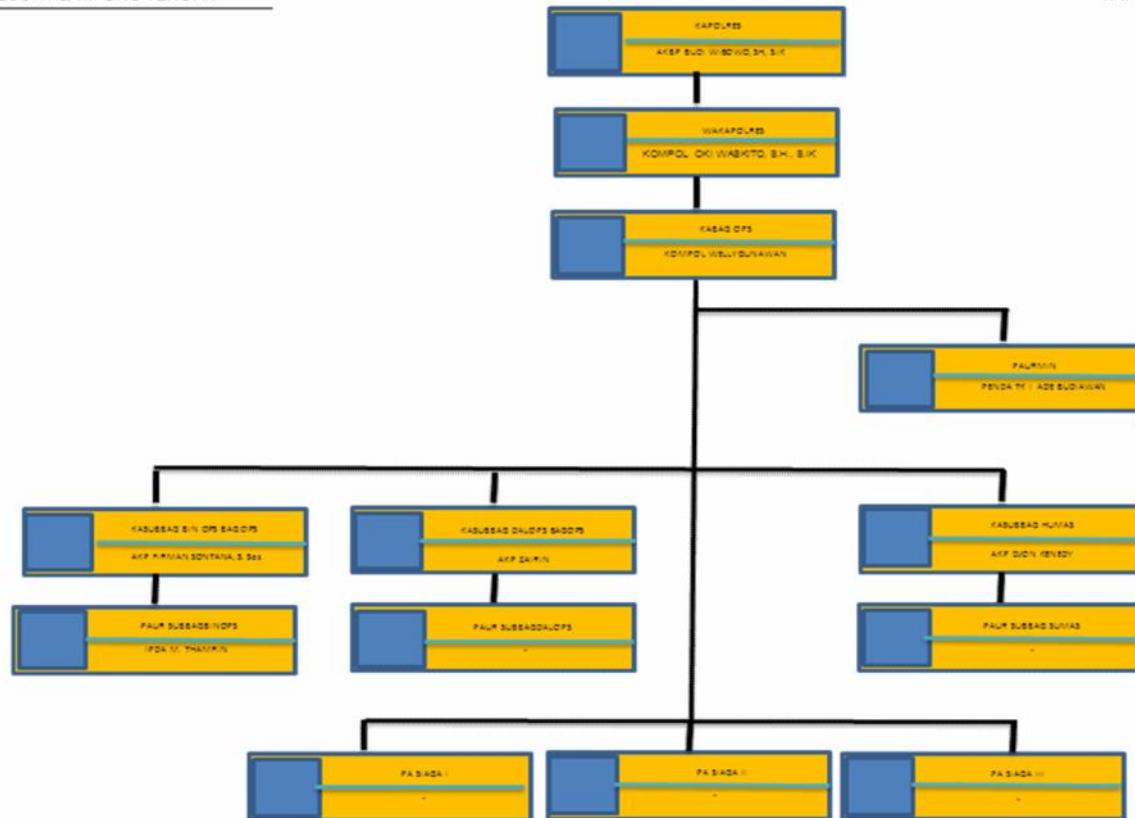 KAPOLRES
AKBP BUDI WIBOWO, SH, S.IK
WAKAPOLRES
KOMPOL OKI WASKITO, S.H., S.IK
KABAG OPS
KOMPOL WELLY GUNAWAN
PAURMIN
PENDA TK I ADE BUDIAWAN
KASUBBAG BIN OPS BAGOPS
AKP FIRMAN SONTANA, S. Sos
KASUBBAG DALOPS BAGOPS
AKP ZAIRIN
KASUBBAG HUMAS
AKP DJON KENEDY
PAUR SUBBAGBINOPS
IPDA M. THAMRIN
PAUR SUBBAGDALOPS
-
PAUR SUBBAG SUMAS
-
PA SIAGA I
-
PA SIAGA II
-
PA SIAGA III
-